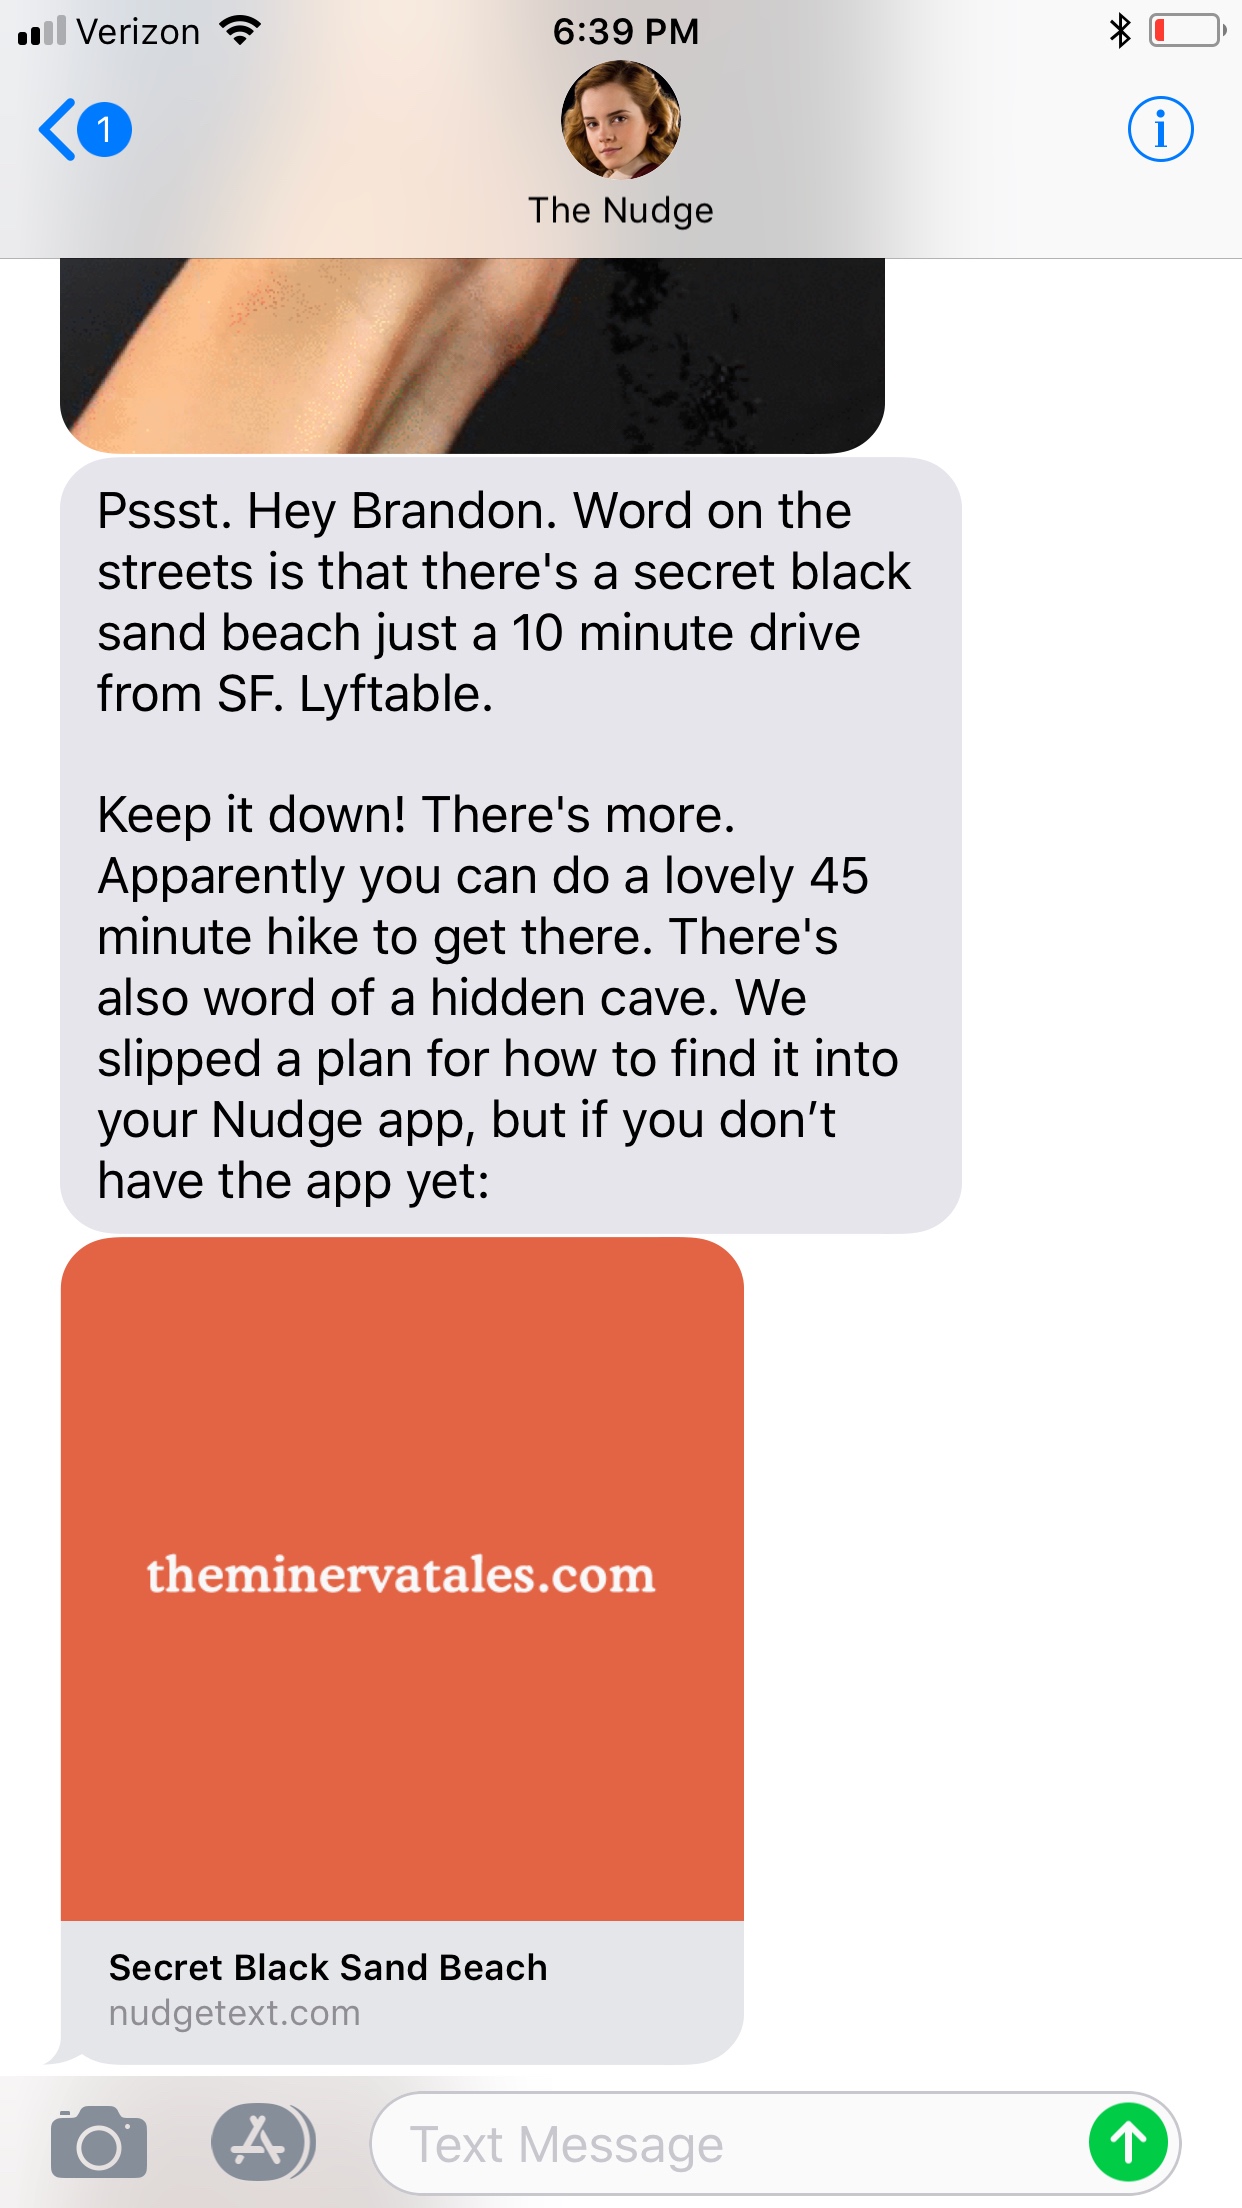 Verizon
6:39 PM
1
i
The Nudge
Pssst. Hey Brandon. Word on the
streets is that there's a secret black
sand beach just a 10 minute drive
from SF. Lyftable.
Keep it down! There's more.
Apparently you can do a lovely 45
minute hike to get there. There's
also word of a hidden cave. We
slipped a plan for how to find it into
your Nudge app, but if you don’t
have the app yet:
theminervatales.com
Secret Black Sand Beach
nudgetext.com
Text Message